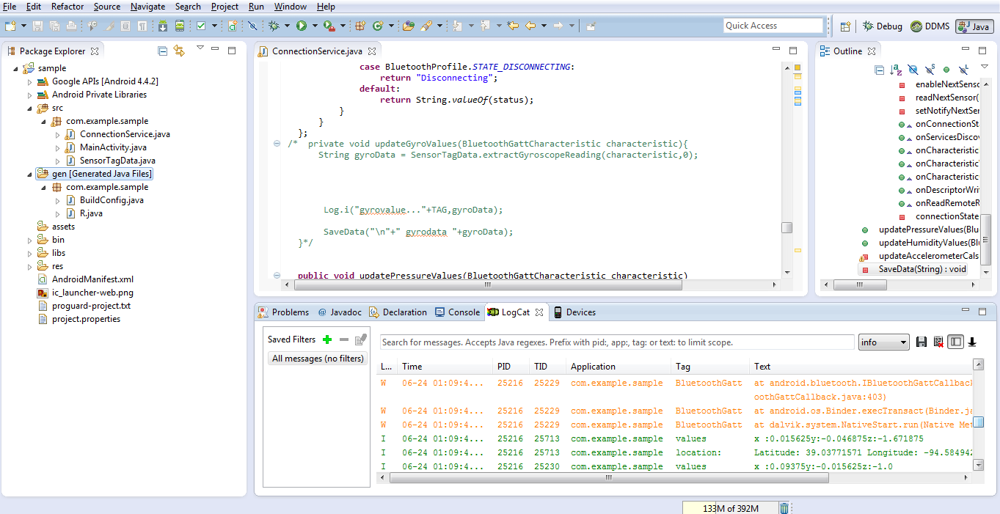 File Edit Refactor Source Navigate Search Project Run Window Help
Quick Access
Debug
DDMS
Java
Package Explorer
sample
Google APIs [Android 4.4.2]
Android Private Libraries
src
com.example.sample
ConnectionService.java
MainActivity.java
SensorTagData.java
gen [Generated Java Files]
com.example.sample
BuildConfig.java
R.java
assets
bin
libs
res
AndroidManifest.xml
ic_launcher-web.png
proguard-project.txt
project.properties
ConnectionService.java
case BluetoothProfile.STATE_DISCONNECTING:
return "Disconnecting";
default:
return String.valueOf(status);
}
}
};
/* private void updateGyroValues(BluetoothGattCharacteristic characteristic){
String gyroData = SensorTagData.extractGyroscopeReading(characteristic,0);
Log.i("gyrovalue..."+TAG,gyroData);
SaveData("\n"+" gyrodata "+gyroData);
}*/
public void updatePressureValues(BluetoothGattCharacteristic characteristic)
Outline
enableNextSensor
readNextSensor(
setNotifyNextSer
onConnectionSt
onServicesDisco
onCharacteristic
onCharacteristic
onCharacteristic
onDescriptorWri
onReadRemoteR
connectionState
updatePressureValues(Blu
updateHumidityValues(Bl
updateAccelerometerCals
SaveData(String) : void
Problems @ Javadoc Declaration Console LogCat Devices
Saved Filters
All messages (no filters)
Search for messages. Accepts Java regexes. Prefix with pid:, app:, tag: or text: to limit scope.
info
L... Time PID TID Application Tag Text
W 06-24 01:09:4... 25216 25229 com.example.sample BluetoothGatt at android.bluetooth.IBluetoothGattCallback
oothGattCallback.java:403)
W 06-24 01:09:4... 25216 25229 com.example.sample BluetoothGatt at android.os.Binder.execTransact(Binder.ja
W 06-24 01:09:4... 25216 25229 com.example.sample BluetoothGatt at dalvik.system.NativeStart.run(Native Met
I 06-24 01:09:4... 25216 25713 com.example.sample values x :0.015625y:-0.046875z:-1.671875
I 06-24 01:09:4... 25216 25713 com.example.sample location: Latitude: 39.03771571 Longitude: -94.584942
I 06-24 01:09:4... 25216 25230 com.example.sample values x :0.09375y:-0.015625z:-1.0
133M of 392M